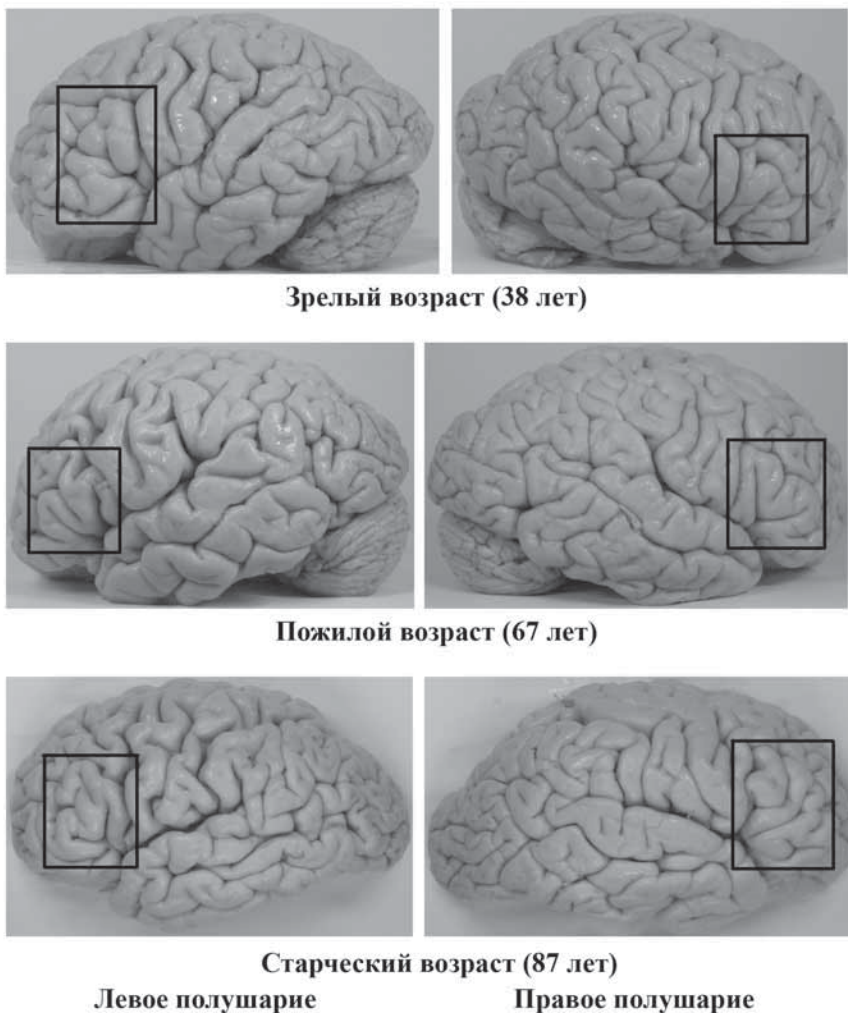 Зрелый возраст (38 лет)
Пожилой возраст (67 лет)
Старческий возраст (87 лет)
Левое полушарие Правое полушарие